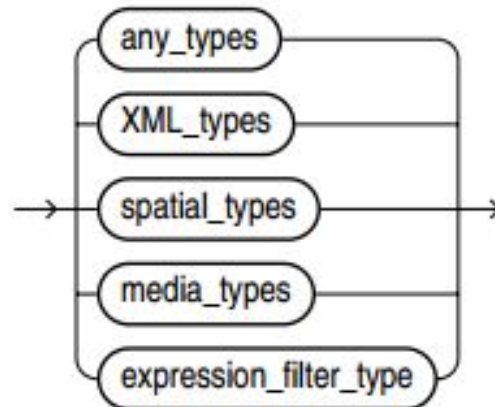 any_types
XML_types
spatial_types
media_types
expression_filter_type